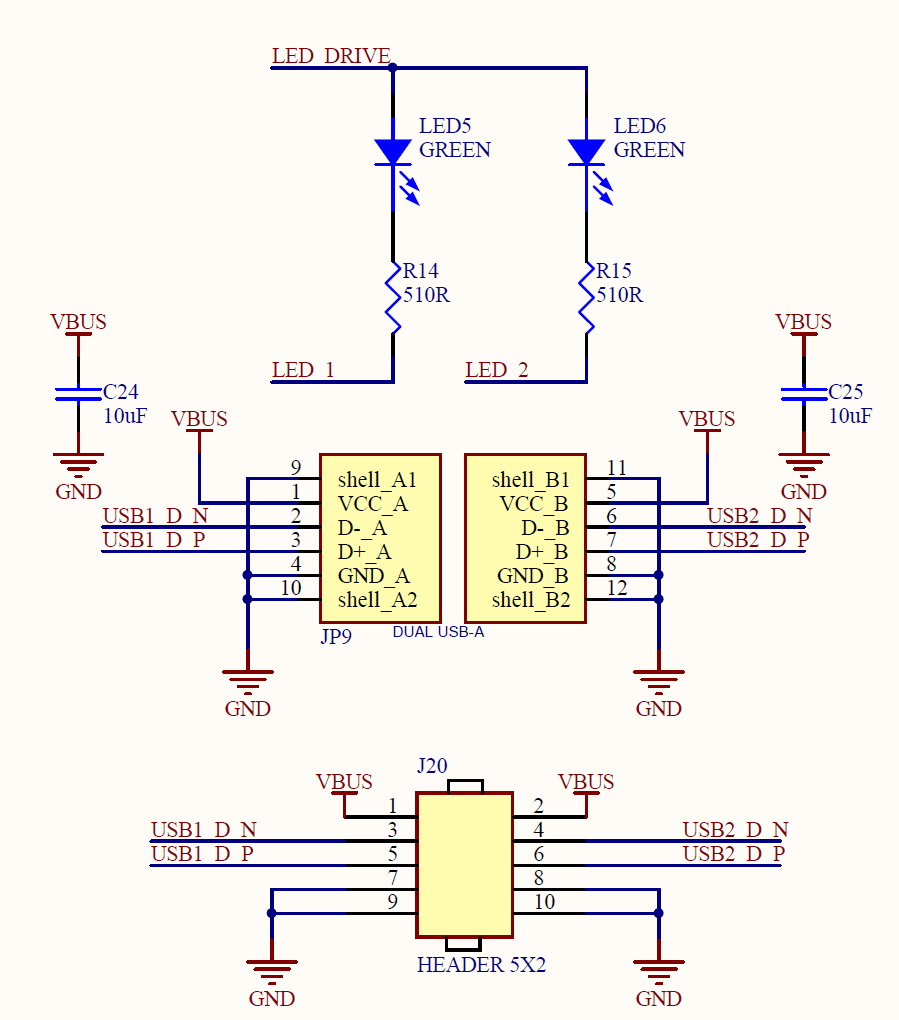 LED_DRIVE
LED5
GREEN
LED6
GREEN
R14
510R
R15
510R
VBUS
C24
10uF
GND
LED_1
LED_2
VBUS
C25
10uF
GND
VBUS
VBUS
9 shell_A1
1 VCC_A
USB1_D_N 2 D-_A
USB1_D_P 3 D+_A
4 GND_A
10 shell_A2
JP9
DUAL USB-A
shell_B1 11
VCC_B 5
D-_B 6 USB2_D_N
D+_B 7 USB2_D_P
GND_B 8
shell_B2 12
GND
GND
J20
VBUS
VBUS
1 2
USB1_D_N 3 4 USB2_D_N
USB1_D_P 5 6 USB2_D_P
7 8
9 10
HEADER 5X2
GND
GND